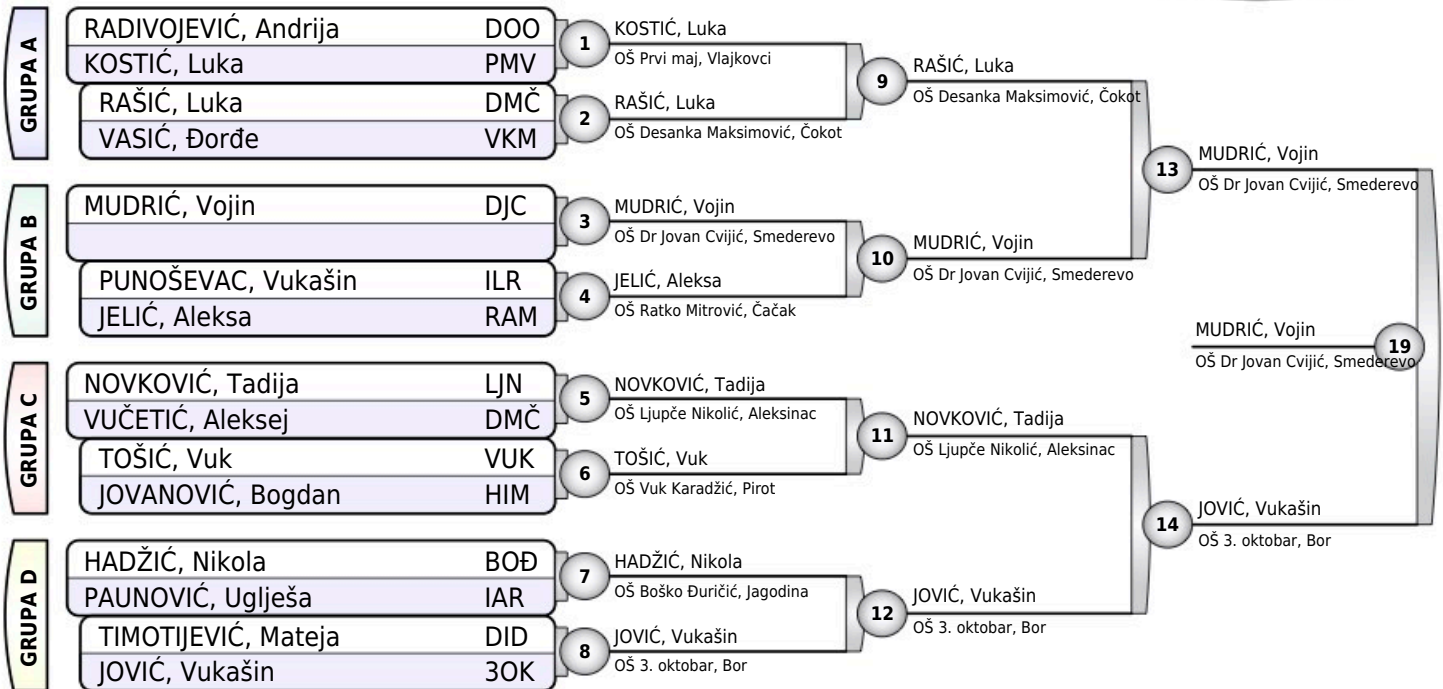 GRUPA A
RADIVOJEVIĆ, Andrija DOO
KOSTIĆ, Luka PMV
RAŠIĆ, Luka DMČ
VASIĆ, Đorđe VKM
GRUPA B
MUDRIĆ, Vojin DJC
PUNOŠEVAC, Vukašin ILR
JELIĆ, Aleksa RAM
GRUPA C
NOVKOVIĆ, Tadija LJN
VUČETIĆ, Aleksej DMČ
TOŠIĆ, Vuk VUK
JOVANOVIĆ, Bogdan HIM
GRUPA D
HADŽIĆ, Nikola BOĐ
PAUNOVIĆ, Uglješa IAR
TIMOTIJEVIĆ, Mateja DID
JOVIĆ, Vukašin 3OK
1
KOSTIĆ, Luka
OŠ Prvi maj, Vlajkovci
2
RAŠIĆ, Luka
OŠ Desanka Maksimović, Čokot
3
MUDRIĆ, Vojin
OŠ Dr Jovan Cvijić, Smederevo
4
JELIĆ, Aleksa
OŠ Ratko Mitrović, Čačak
5
NOVKOVIĆ, Tadija
OŠ Ljupče Nikolić, Aleksinac
6
TOŠIĆ, Vuk
OŠ Vuk Karadžić, Pirot
7
HADŽIĆ, Nikola
OŠ Boško Đuričić, Jagodina
8
JOVIĆ, Vukašin
OŠ 3. oktobar, Bor
9
RAŠIĆ, Luka
OŠ Desanka Maksimović, Čokot
10
MUDRIĆ, Vojin
OŠ Dr Jovan Cvijić, Smederevo
11
NOVKOVIĆ, Tadija
OŠ Ljupče Nikolić, Aleksinac
12
JOVIĆ, Vukašin
OŠ 3. oktobar, Bor
13
MUDRIĆ, Vojin
OŠ Dr Jovan Cvijić, Smederevo
14
JOVIĆ, Vukašin
OŠ 3. oktobar, Bor
MUDRIĆ, Vojin
OŠ Dr Jovan Cvijić, Smederevo
19